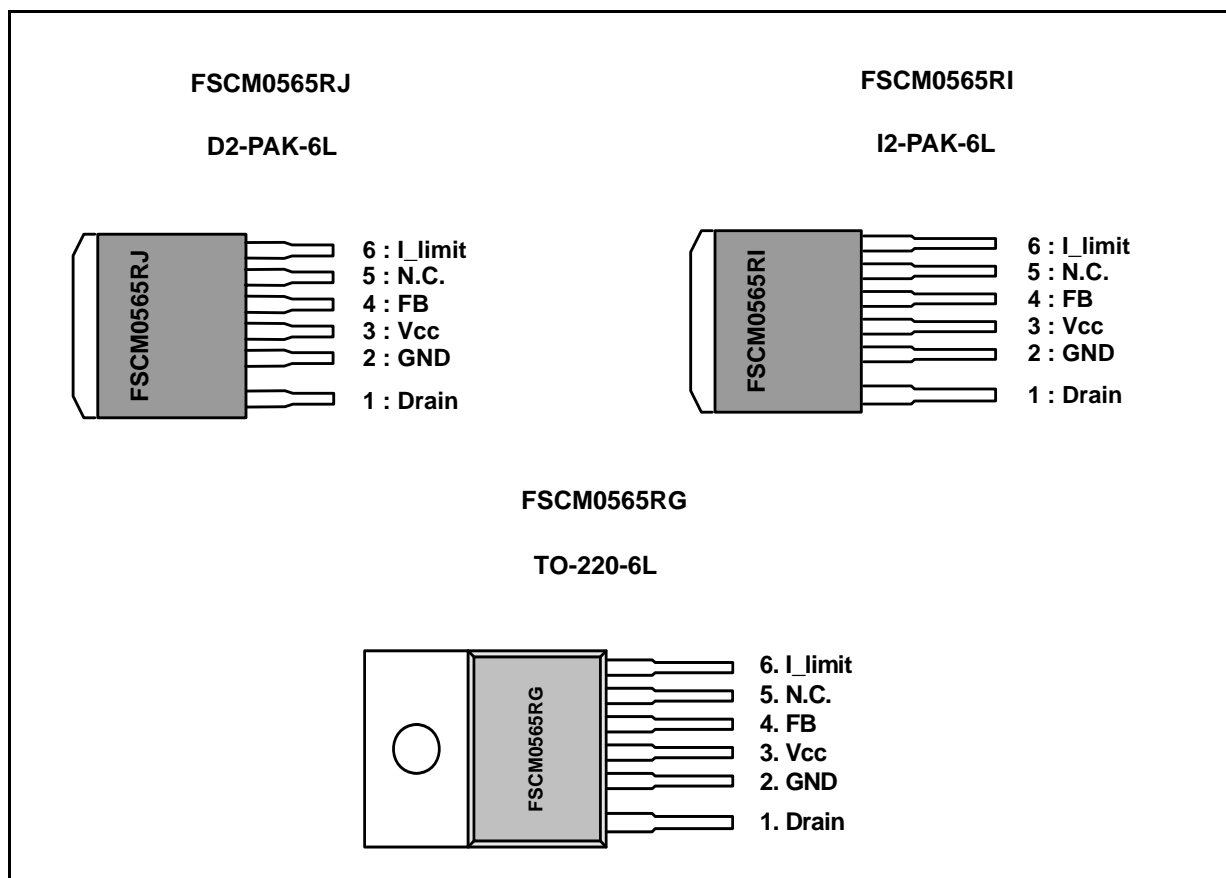 FSCM0565RJ
D2-PAK-6L
FSCM0565RJ
6 : I_limit
5 : N.C.
4 : FB
3 : Vcc
2 : GND
1 : Drain
FSCM0565RI
I2-PAK-6L
FSCM0565RI
6 : I_limit
5 : N.C.
4 : FB
3 : Vcc
2 : GND
1 : Drain
FSCM0565RG
TO-220-6L
FSCM0565RG
6. I_limit
5. N.C.
4. FB
3. Vcc
2. GND
1. Drain